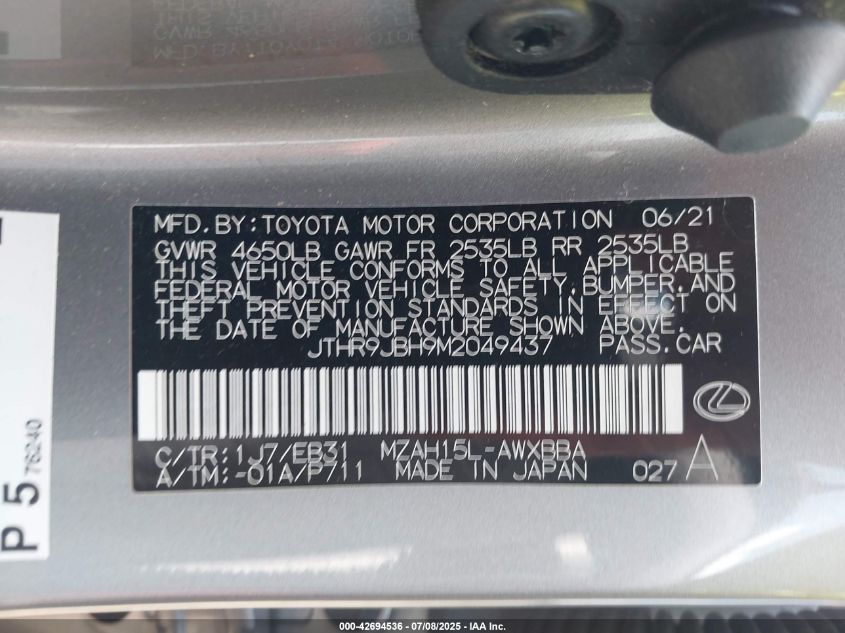 MFD.BY:TOYOTA MOTOR CORPORATION 06/21
GVWR 4650LB GAWR FR 2535LB RR 2535LB
THIS VEHICLE CONFORMS TO ALL APPLICABLE
FEDERAL MOTOR VEHICLE SAFETY,BUMPER,AND
THEFT PREVENTION STANDARDS IN EFFECT ON
THE DATE OF MANUFACTURE SHOWN ABOVE.
JTHR9JBH9M2049437 PASS.CAR
C/TR:1J7/EB31 MZAH15L-AWXBBA
A/TM:-01A/P711 MADE IN JAPAN 027 A
P 5 76240
000-42694536 - 07/08/2025 - IAA Inc.